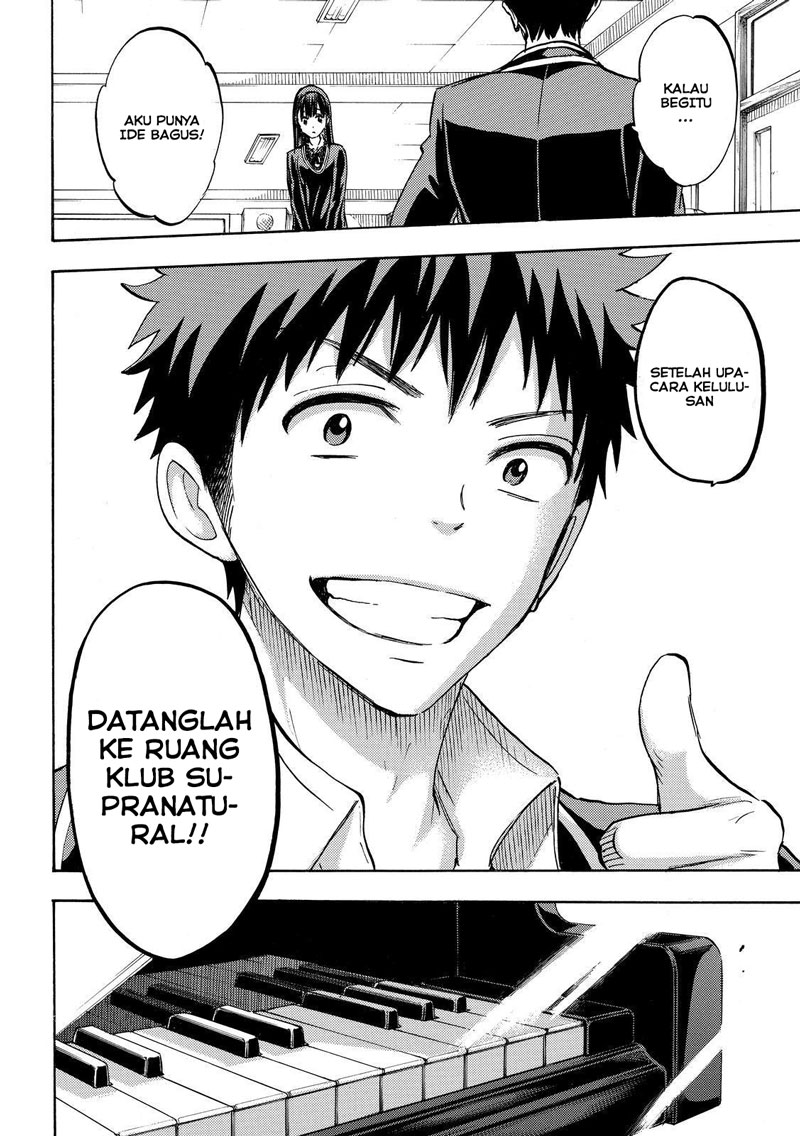 KALAU
BEGITU
...
AKU PUNYA
IDE BAGUS!
SETELAH UPA-
CARA KELULU-
SAN
DATANGLAH
KE RUANG
KLUB SU-
PRANATU-
RAL!!